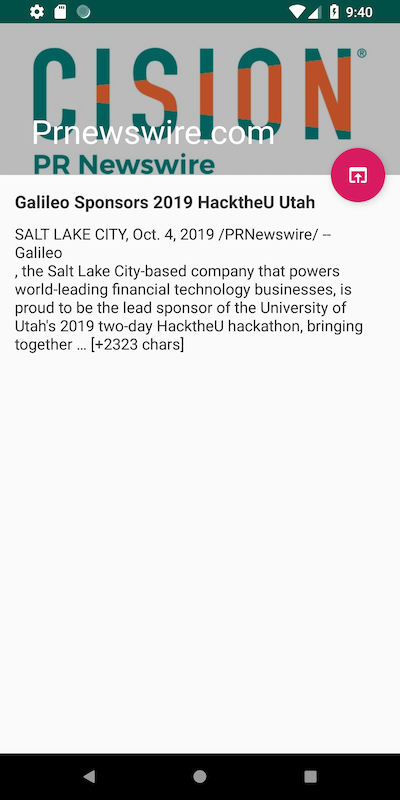 9:40
CISION®
Prnewswire.com
PR Newswire
Galileo Sponsors 2019 HacktheU Utah
SALT LAKE CITY, Oct. 4, 2019 /PRNewswire/ --
Galileo
, the Salt Lake City-based company that powers
world-leading financial technology businesses, is
proud to be the lead sponsor of the University of
Utah's 2019 two-day HacktheU hackathon, bringing
together … [+2323 chars]